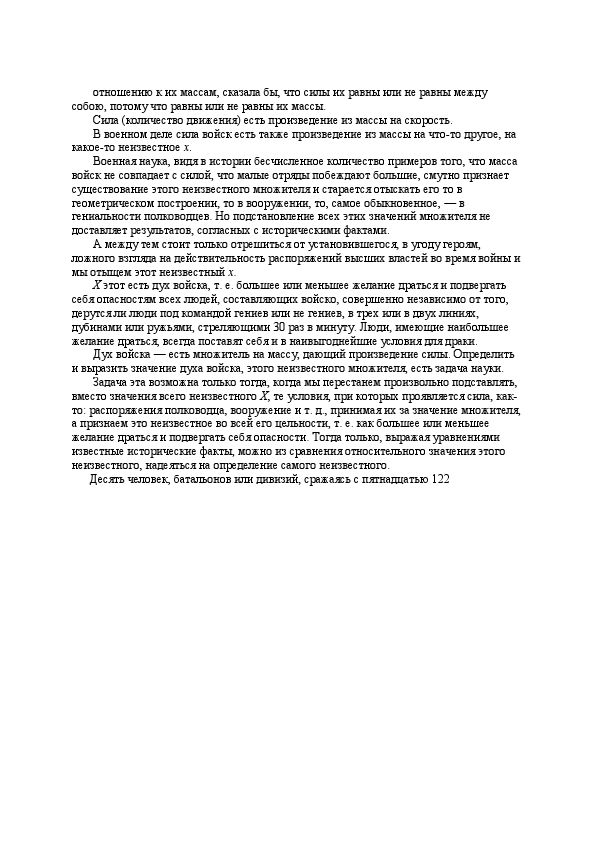 отношению к их массам, сказала бы, что силы их равны или не равны между
собою, потому что равны или не равны их массы.
Сила (количество движения) есть произведение из массы на скорость.
В военном деле сила войск есть также произведение из массы на что-то другое, на
какое-то неизвестное x.
Военная наука, видя в истории бесчисленное количество примеров того, что масса
войск не совпадает с силой, что малые отряды побеждают большие, смутно признает
существование этого неизвестного множителя и старается отыскать его то в
геометрическом построении, то в вооружении, то, самое обыкновенное, — в
гениальности полководцев. Но подстановление всех этих значений множителя не
доставляет результатов, согласных с историческими фактами.
А между тем стоит только отрешиться от установившегося, в угоду героям,
ложного взгляда на действительность распоряжений высших властей во время войны и
мы отыщем этот неизвестный x.
X этот есть дух войска, т. е. большее или меньшее желание драться и подвергать
себя опасностям всех людей, составляющих войско, совершенно независимо от того,
дерутся ли люди под командой гениев или не гениев, в трех или в двух линиях,
дубинами или ружьями, стреляющими 30 раз в минуту. Люди, имеющие наибольшее
желание драться, всегда поставят себя и в наивыгоднейшие условия для драки.
Дух войска — есть множитель на массу, дающий произведение силы. Определить
и выразить значение духа войска, этого неизвестного множителя, есть задача науки.
Задача эта возможна только тогда, когда мы перестанем произвольно подставлять,
вместо значения всего неизвестного X, те условия, при которых проявляется сила, как-
то: распоряжения полководца, вооружение и т. д., принимая их за значение множителя,
а признаем это неизвестное во всей его цельности, т. е. как большее или меньшее
желание драться и подвергать себя опасности. Тогда только, выражая уравнениями
известные исторические факты, можно из сравнения относительного значения этого
неизвестного, надеяться на определение самого неизвестного.
Десять человек, батальонов или дивизий, сражаясь с пятнадцатью 122